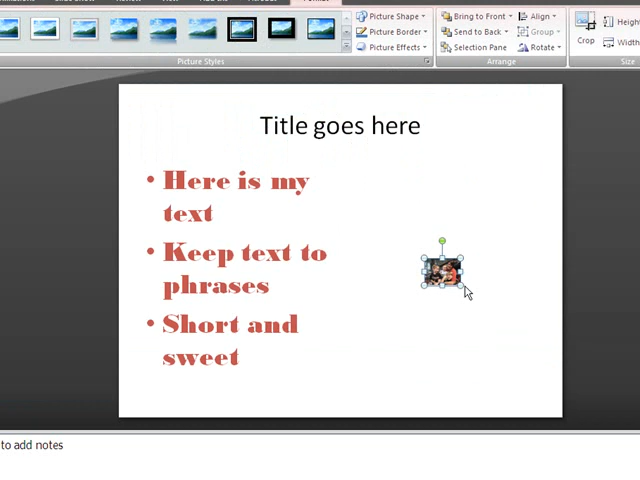 Format
Picture Shape
Bring to Front
Align
Picture Border
Send to Back
Group
Crop
Picture Effects
Selection Pane
Rotate
Picture Styles
Arrange
Size
Title goes here
• Here is my
text
• Keep text to
phrases
• Short and
sweet
to add notes